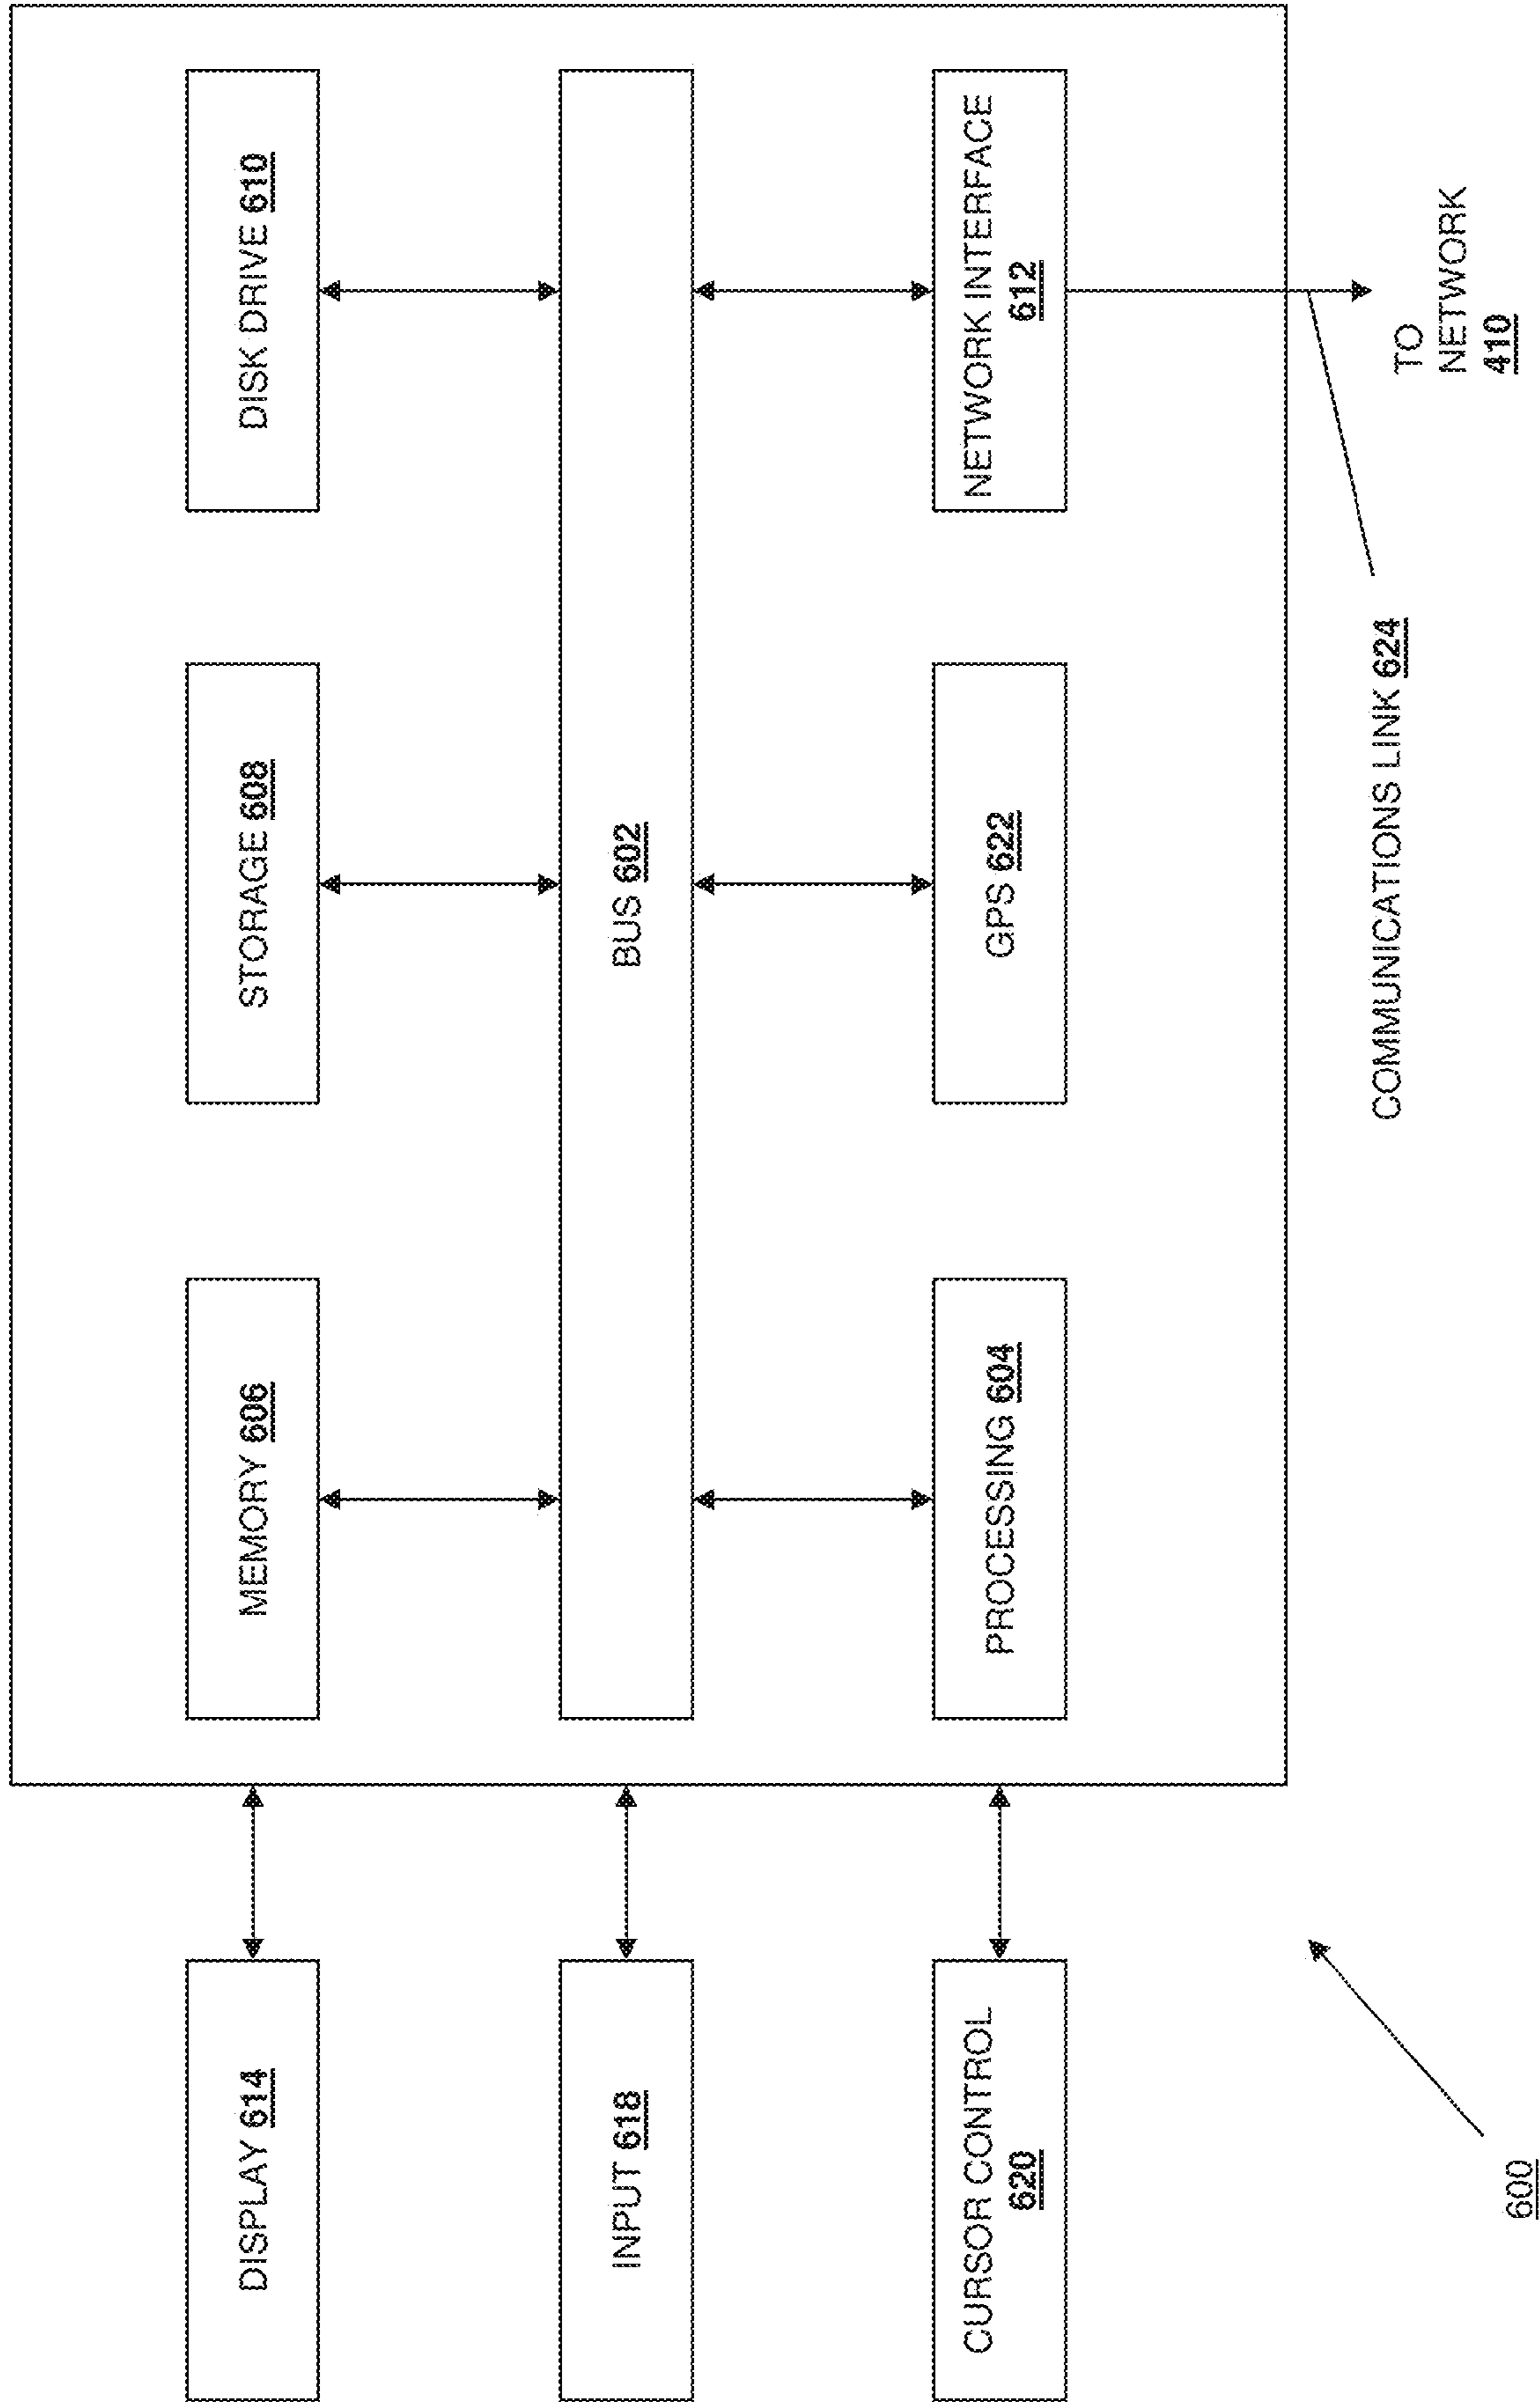 DISPLAY 614
MEMORY 606
STORAGE 608
DISK DRIVE 610
INPUT 618
BUS 602
CURSOR CONTROL
620
PROCESSING 604
GPS 622
NETWORK INTERFACE
612
COMMUNICATIONS LINK 624
TO
NETWORK
410
600